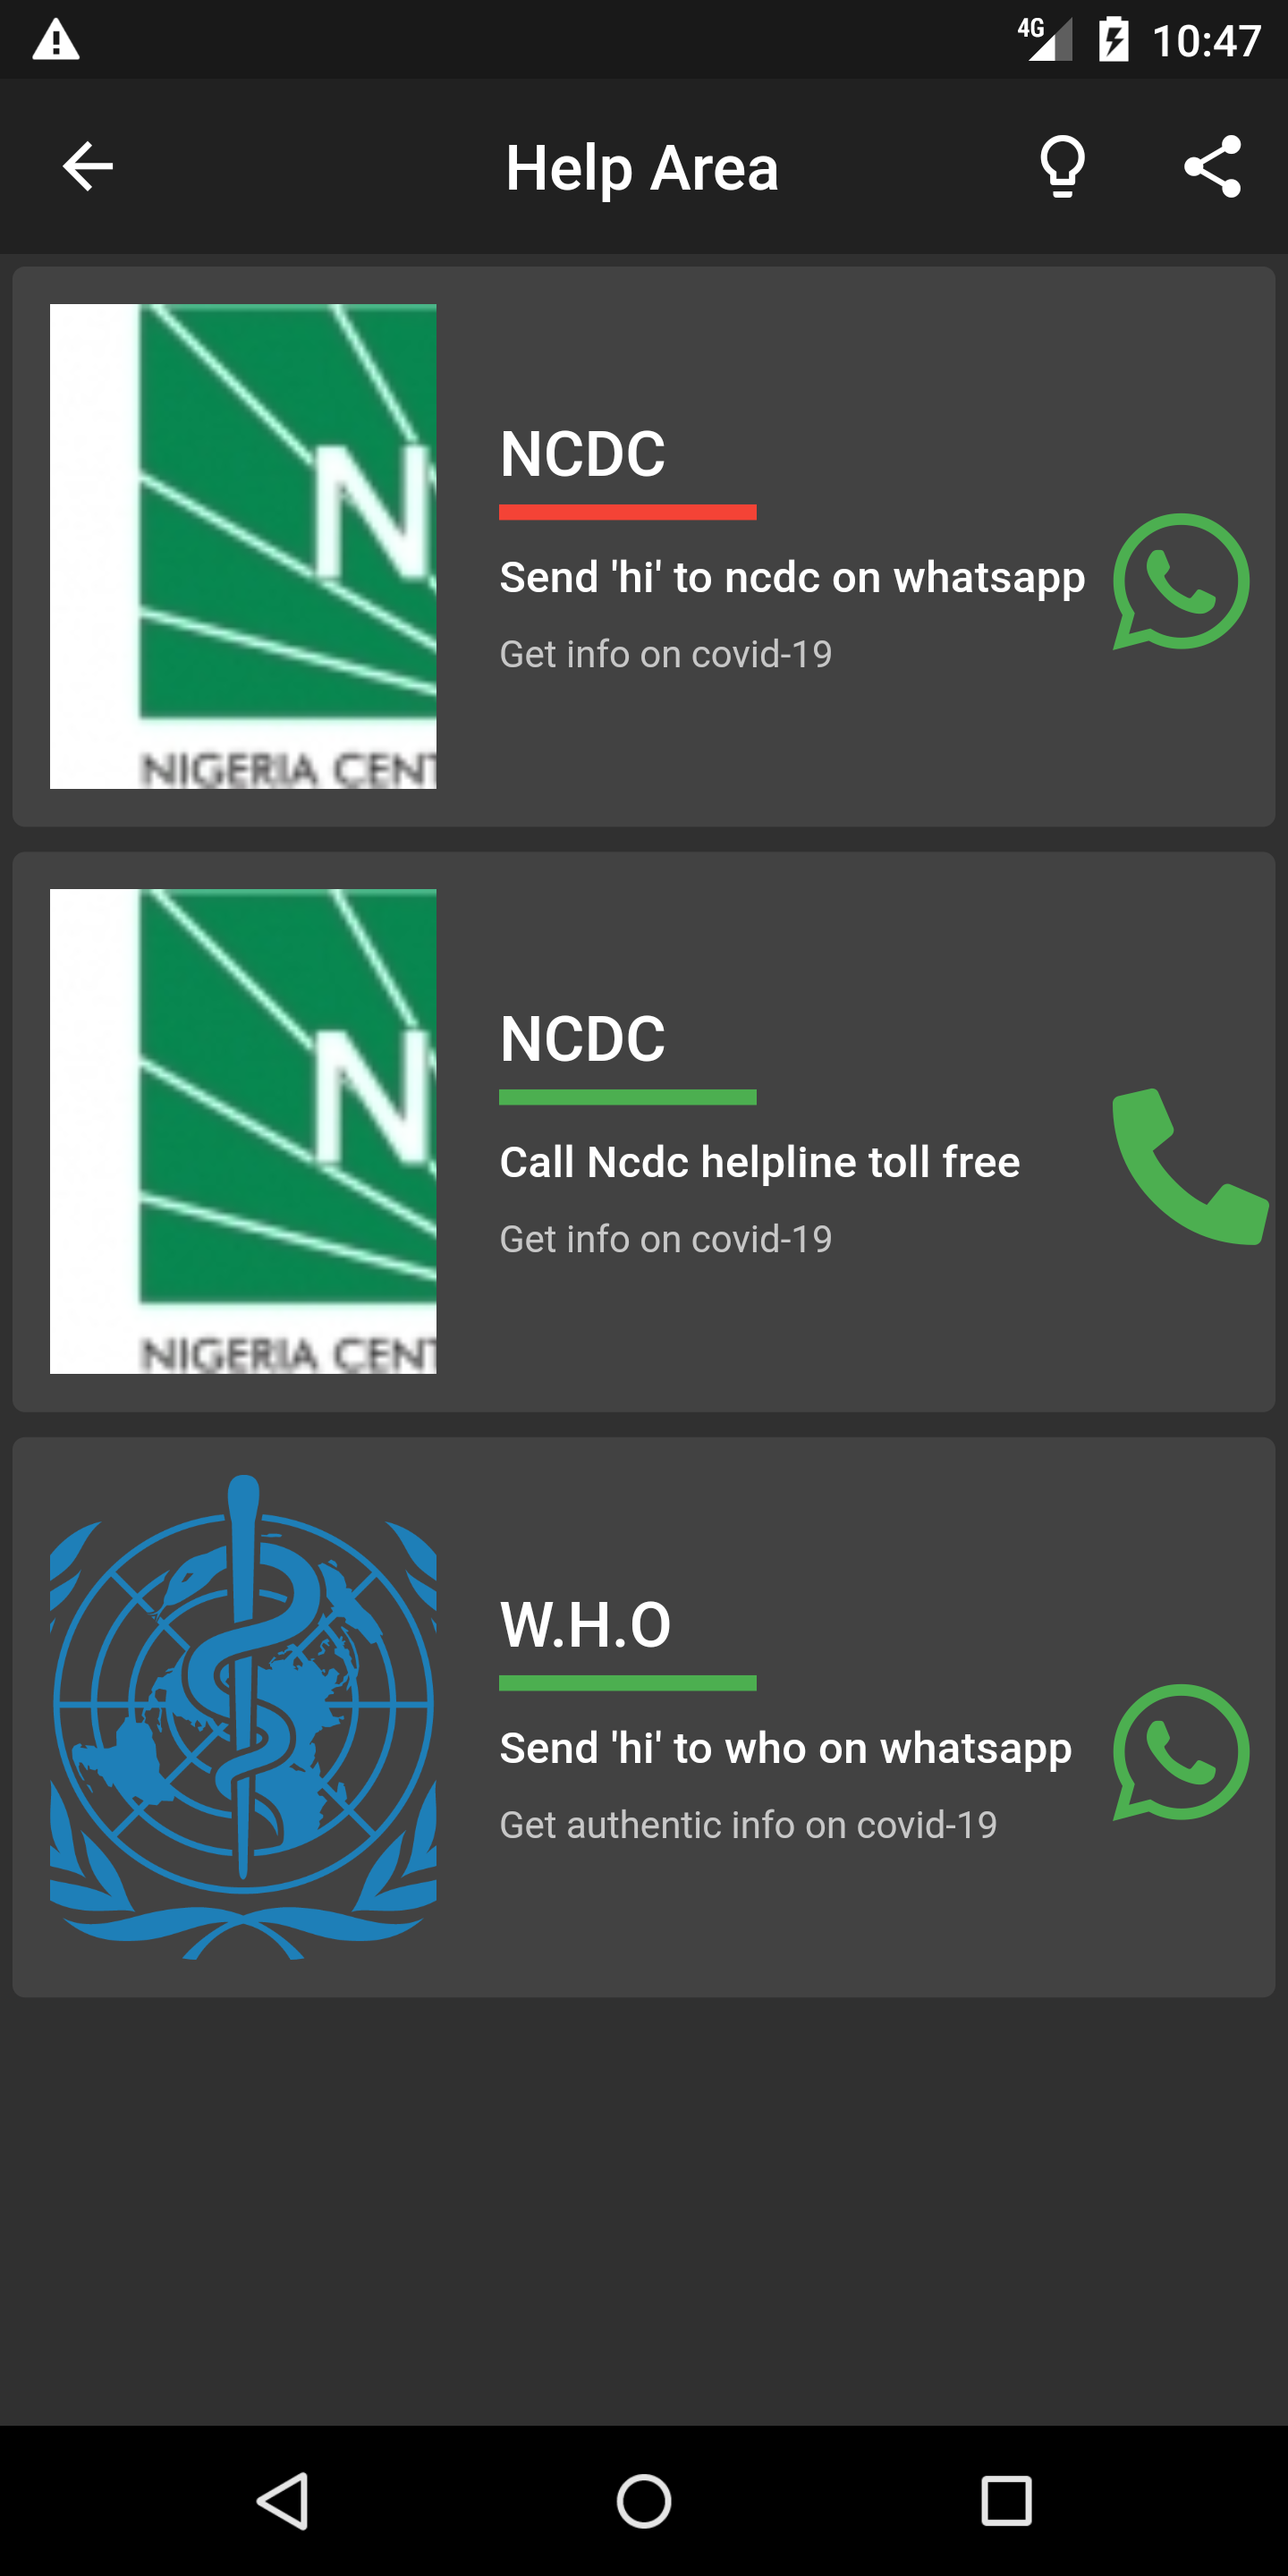 4G 10:47
Help Area
N
NIGERIA CENT
NCDC
Send 'hi' to ncdc on whatsapp
Get info on covid-19
N
NIGERIA CENT
NCDC
Call Ncdc helpline toll free
Get info on covid-19
W.H.O
Send 'hi' to who on whatsapp
Get authentic info on covid-19